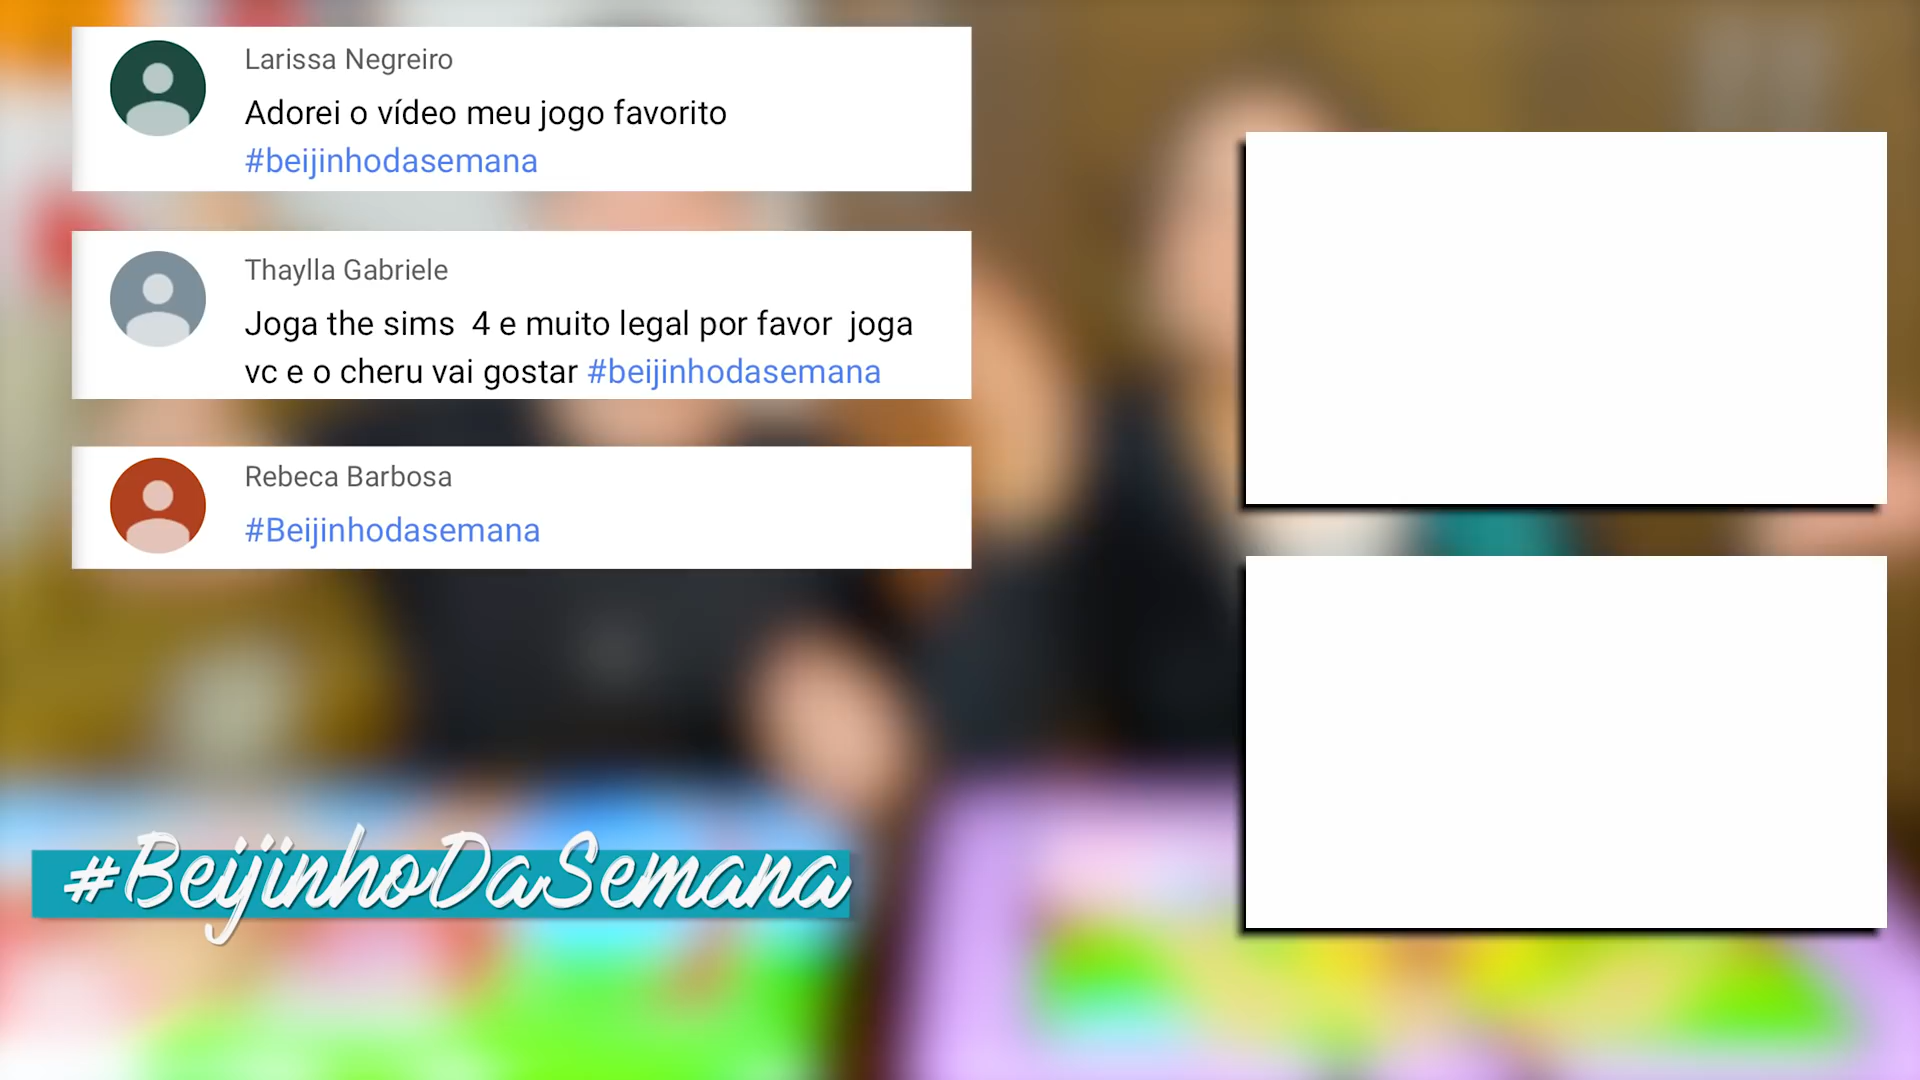 Larissa Negreiro
Adorei o vídeo meu jogo favorito
#beijinhodasemana
Thaylla Gabriele
Joga the sims 4 e muito legal por favor joga
vc e o cheru vai gostar #beijinhodasemana
Rebeca Barbosa
#Beijinhodasemana
#BeijinhoDaSemana